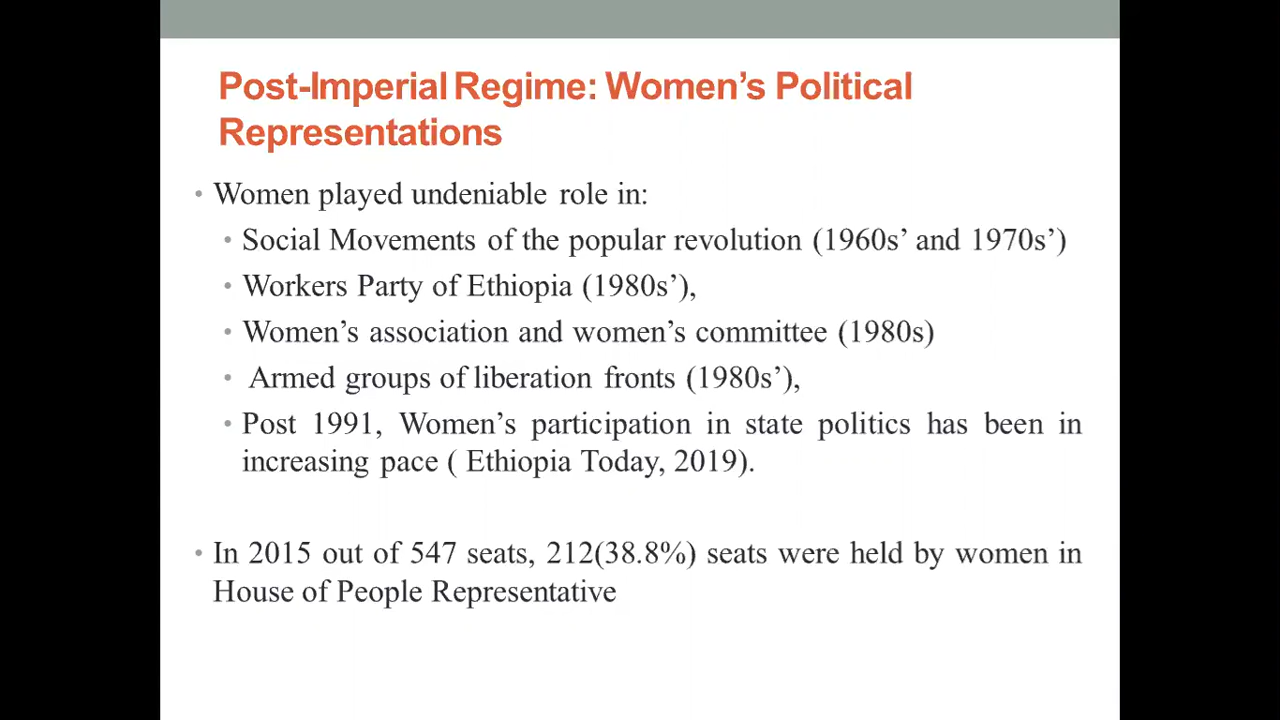 Post-Imperial Regime: Women's Political
Representations
• Women played undeniable role in:
• Social Movements of the popular revolution (1960s' and 1970s')
• Workers Party of Ethiopia (1980s'),
• Women's association and women's committee (1980s)
• Armed groups of liberation fronts (1980s'),
• Post 1991, Women's participation in state politics has been in
increasing pace ( Ethiopia Today, 2019).
• In 2015 out of 547 seats, 212(38.8%) seats were held by women in
House of People Representative